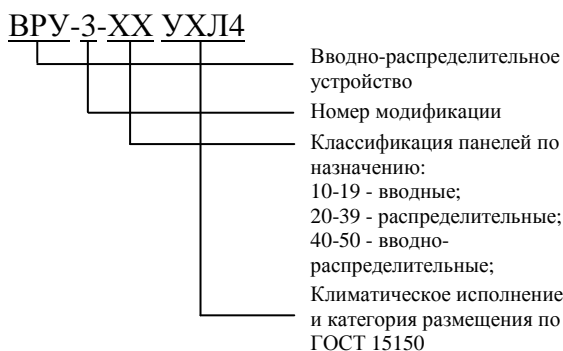 ВРУ-3-ХХ УХЛ4
Вводно-распределительное
устройство
Номер модификации
Классификация панелей по
назначению:
10-19 - вводные;
20-39 - распределительные;
40-50 - вводно-
распределительные;
Климатическое исполнение
и категория размещения по
ГОСТ 15150